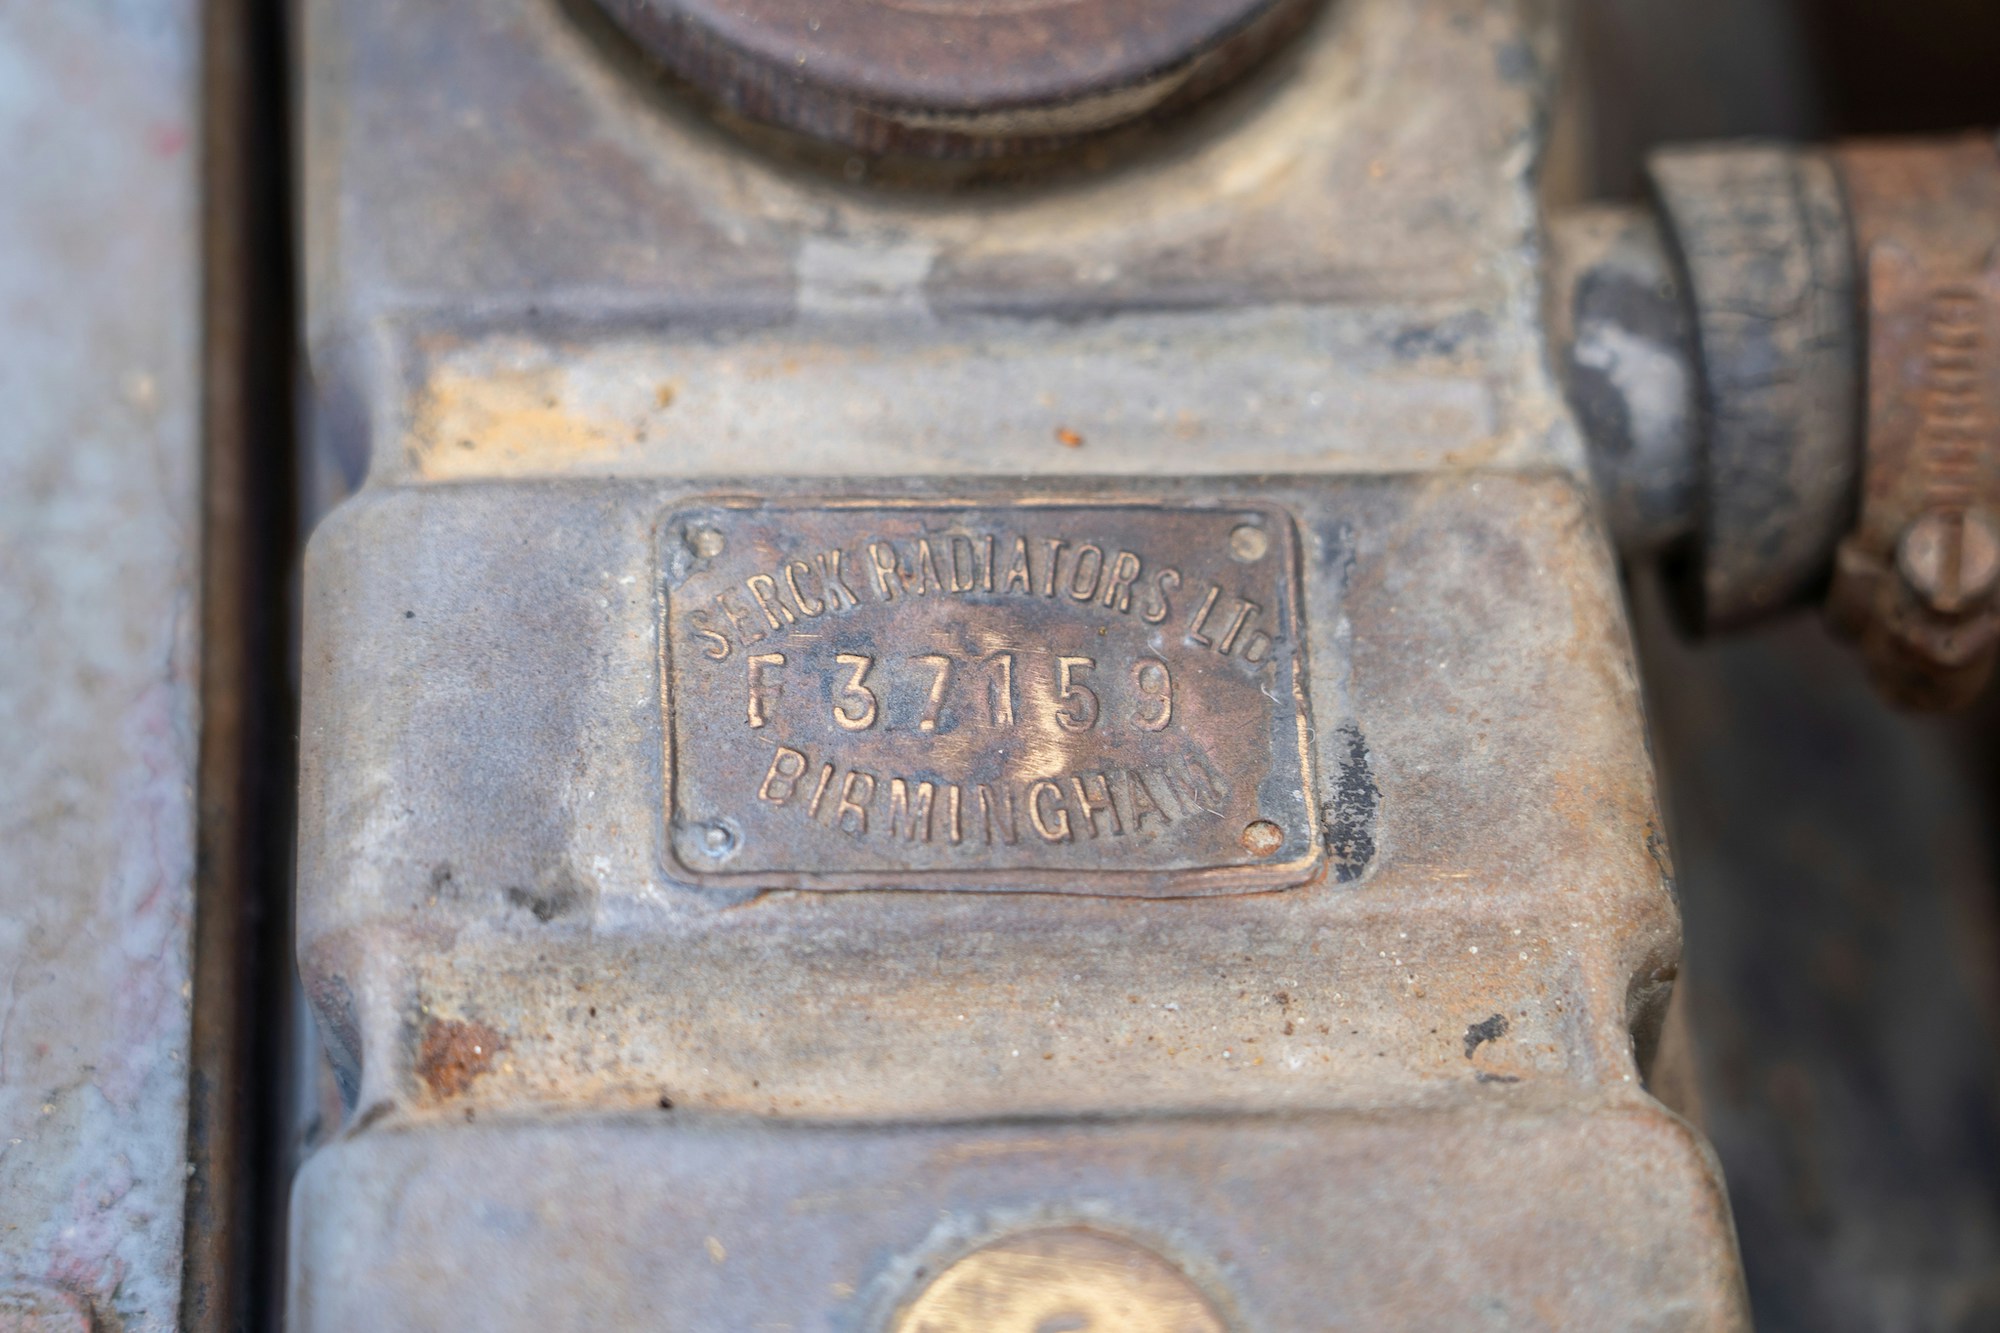 SERCK RADIATORS LTD
F 37159
BIRMINGHAM